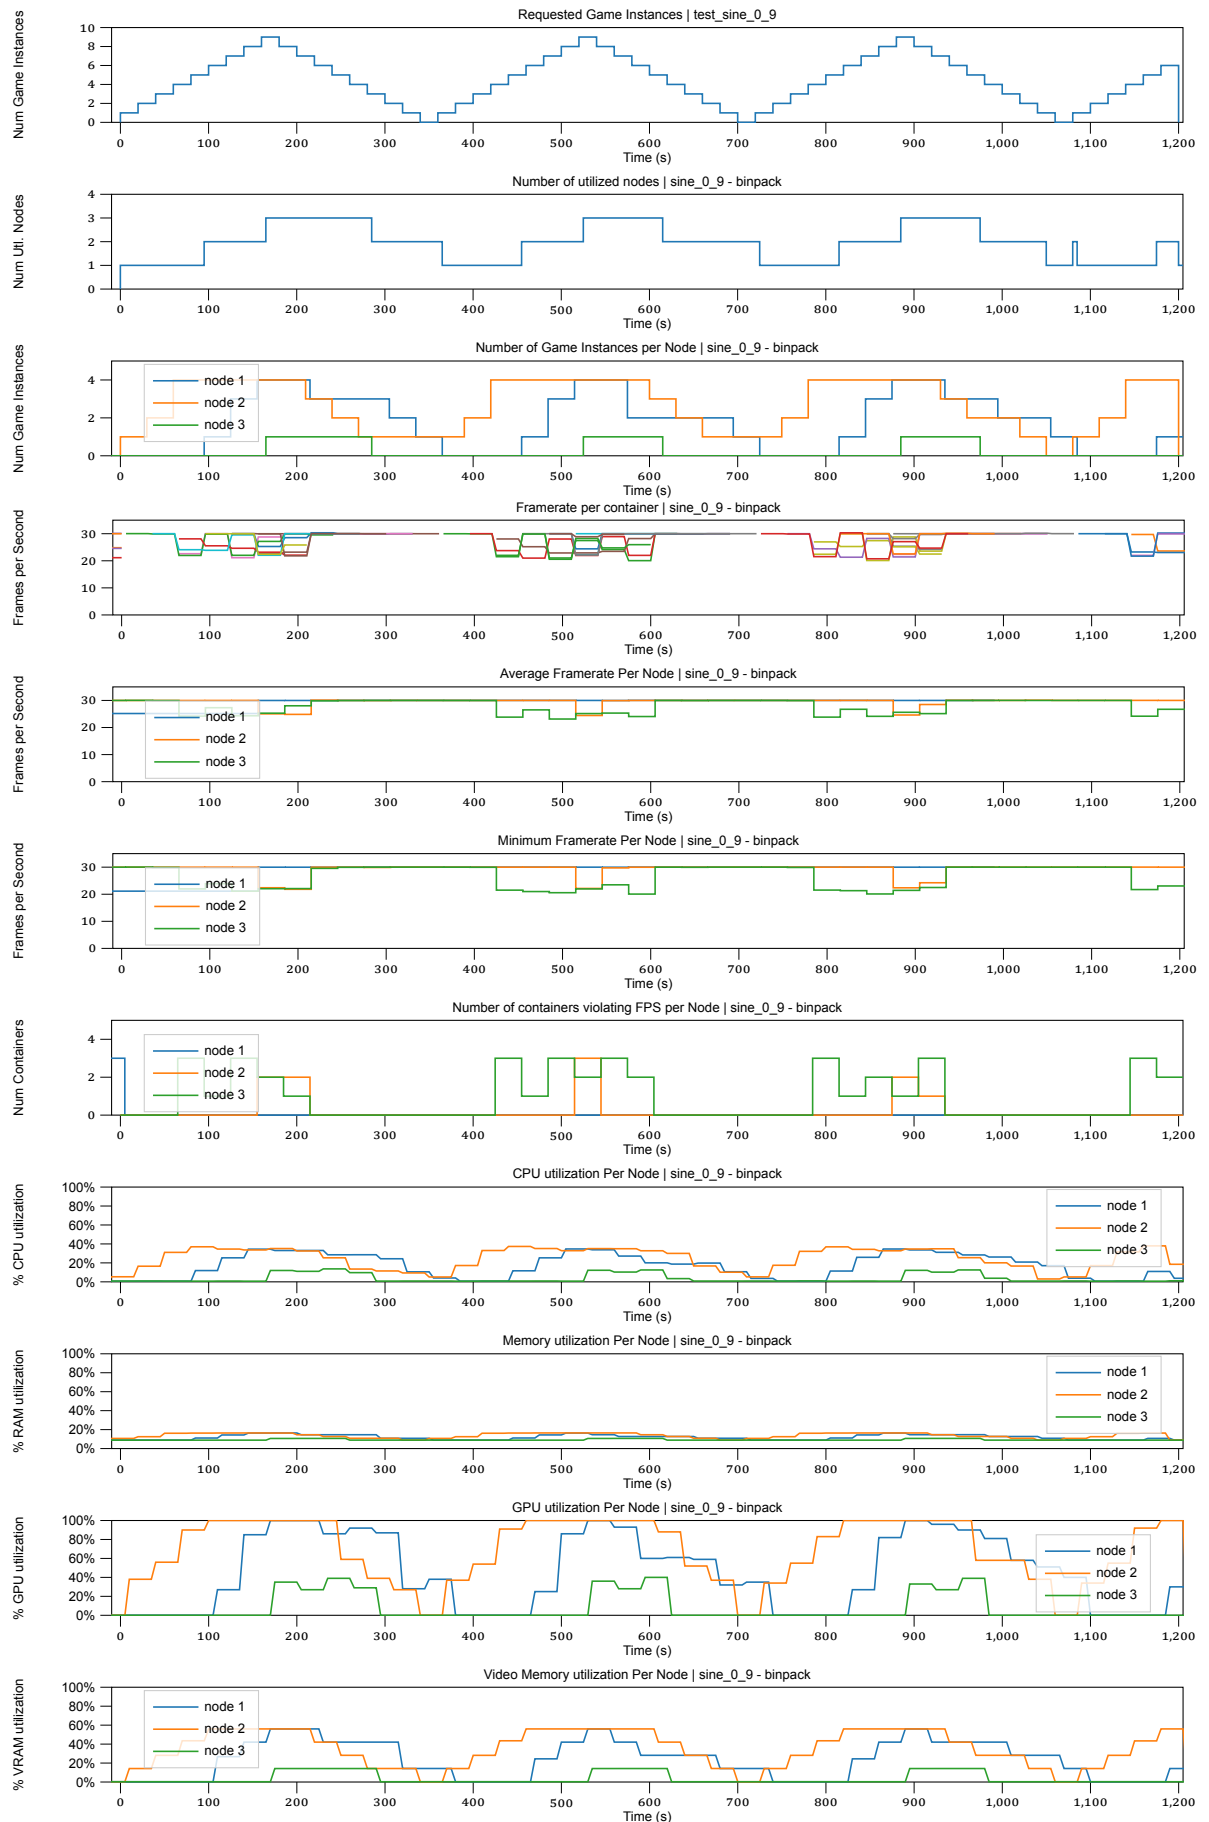 Requested Game Instances | test_sine_0_9
Num Game Instances
10
8
6
4
2
0
0 100 200 300 400 500 600 700 800 900 1,000 1,100 1,200
Time (s)
Number of utilized nodes | sine_0_9 - binpack
Num Utl. Nodes
4
3
2
1
0
0 100 200 300 400 500 600 700 800 900 1,000 1,100 1,200
Time (s)
Number of Game Instances per Node | sine_0_9 - binpack
Num Game Instances
4
2
0
node 1
node 2
node 3
0 100 200 300 400 500 600 700 800 900 1,000 1,100 1,200
Time (s)
Framerate per container | sine_0_9 - binpack
Frames per Second
30
20
10
0
0 100 200 300 400 500 600 700 800 900 1,000 1,100 1,200
Time (s)
Average Framerate Per Node | sine_0_9 - binpack
Frames per Second
30
20
10
0
node 1
node 2
node 3
0 100 200 300 400 500 600 700 800 900 1,000 1,100 1,200
Time (s)
Minimum Framerate Per Node | sine_0_9 - binpack
Frames per Second
30
20
10
0
node 1
node 2
node 3
0 100 200 300 400 500 600 700 800 900 1,000 1,100 1,200
Time (s)
Number of containers violating FPS per Node | sine_0_9 - binpack
Num Containers
4
2
0
node 1
node 2
node 3
0 100 200 300 400 500 600 700 800 900 1,000 1,100 1,200
Time (s)
CPU utilization Per Node | sine_0_9 - binpack
% CPU utilization
100%
80%
60%
40%
20%
0%
node 1
node 2
node 3
0 100 200 300 400 500 600 700 800 900 1,000 1,100 1,200
Time (s)
Memory utilization Per Node | sine_0_9 - binpack
% RAM utilization
100%
80%
60%
40%
20%
0%
node 1
node 2
node 3
0 100 200 300 400 500 600 700 800 900 1,000 1,100 1,200
Time (s)
GPU utilization Per Node | sine_0_9 - binpack
% GPU utilization
100%
80%
60%
40%
20%
0%
node 1
node 2
node 3
0 100 200 300 400 500 600 700 800 900 1,000 1,100 1,200
Time (s)
Video Memory utilization Per Node | sine_0_9 - binpack
% VRAM utilization
100%
80%
60%
40%
20%
0%
node 1
node 2
node 3
0 100 200 300 400 500 600 700 800 900 1,000 1,100 1,200
Time (s)